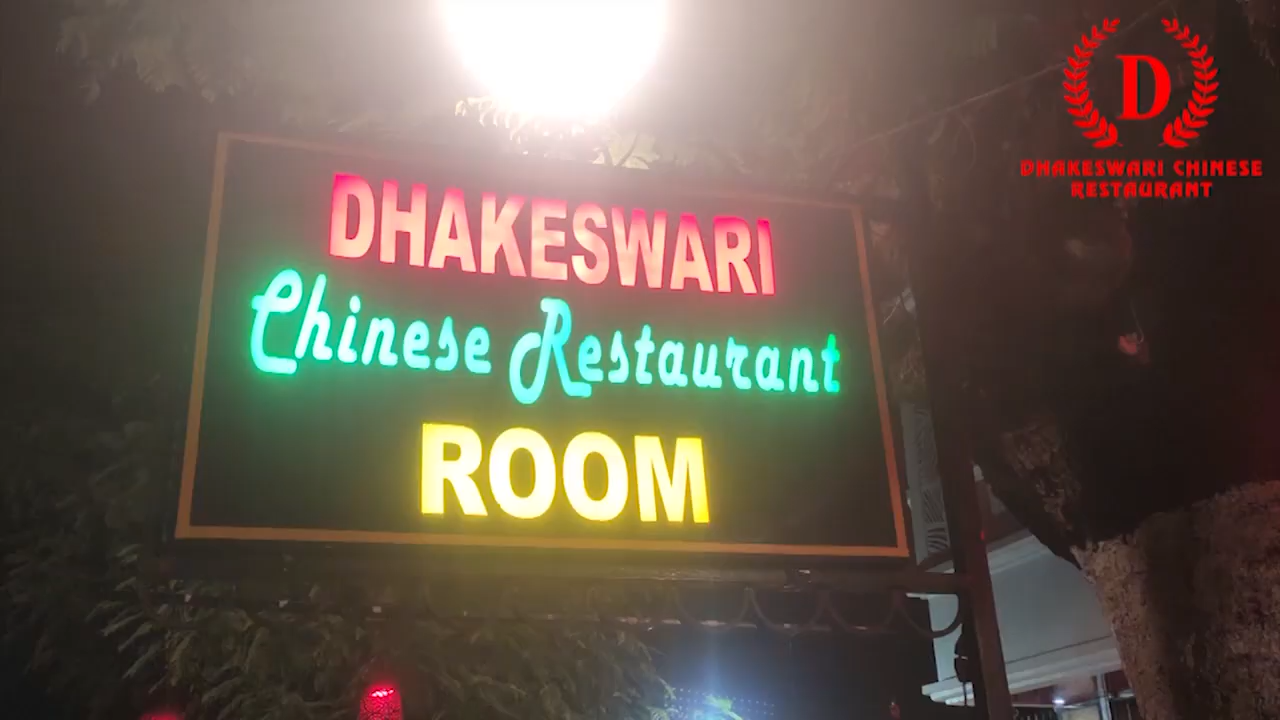 DHAKESWARI
Chinese Restaurant
ROOM
D
DHAKESWARI CHINESE
RESTAURANT